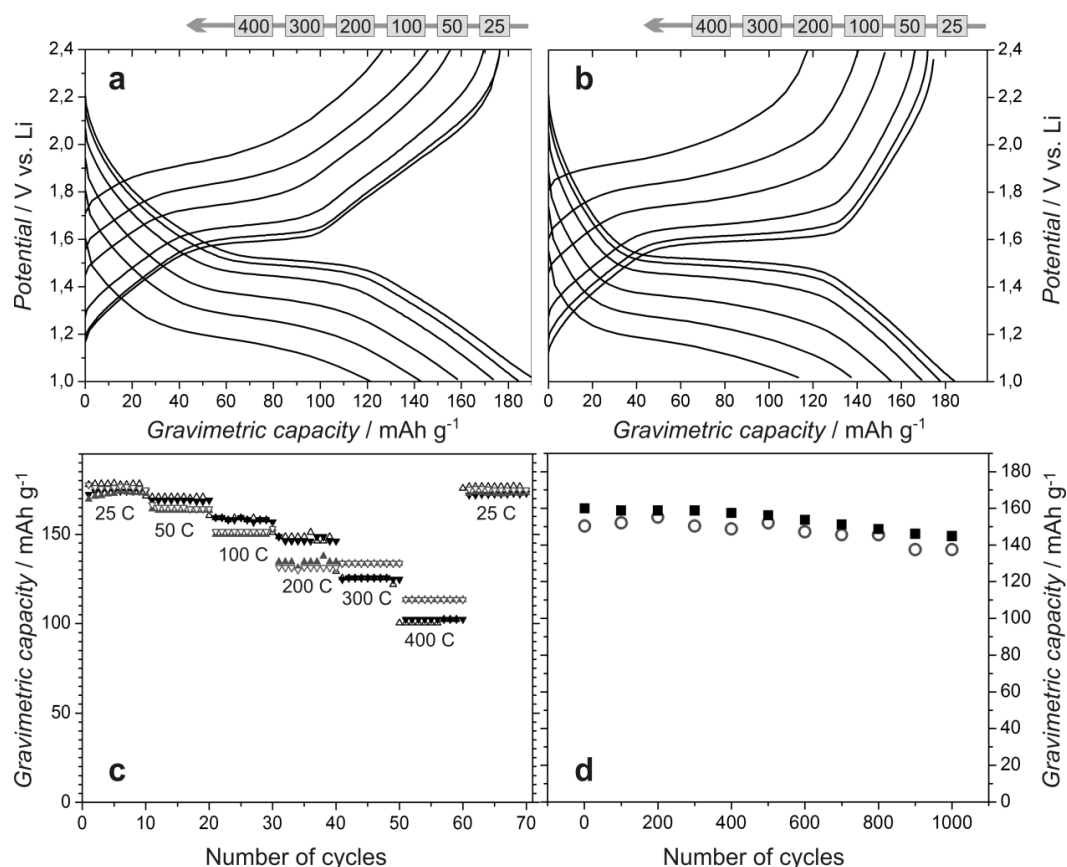 400 300 200 100 50 25
400 300 200 100 50 25
a
2,4
2,2
2,0
1,8
1,6
1,4
1,2
1,0
Potential / V vs. Li
0 20 40 60 80 100 120 140 160 180
Gravimetric capacity / mAh g⁻¹
b
2,4
2,2
2,0
1,8
1,6
1,4
1,2
1,0
Potential / V vs. Li
0 20 40 60 80 100 120 140 160 180
Gravimetric capacity / mAh g⁻¹
c
150
100
50
0
Gravimetric capacity / mAh g⁻¹
25 C
50 C
100 C
200 C
300 C
400 C
25 C
0 10 20 30 40 50 60 70
Number of cycles
d
180
160
140
120
100
80
60
40
20
0
Gravimetric capacity / mAh g⁻¹
0 200 400 600 800 1000
Number of cycles